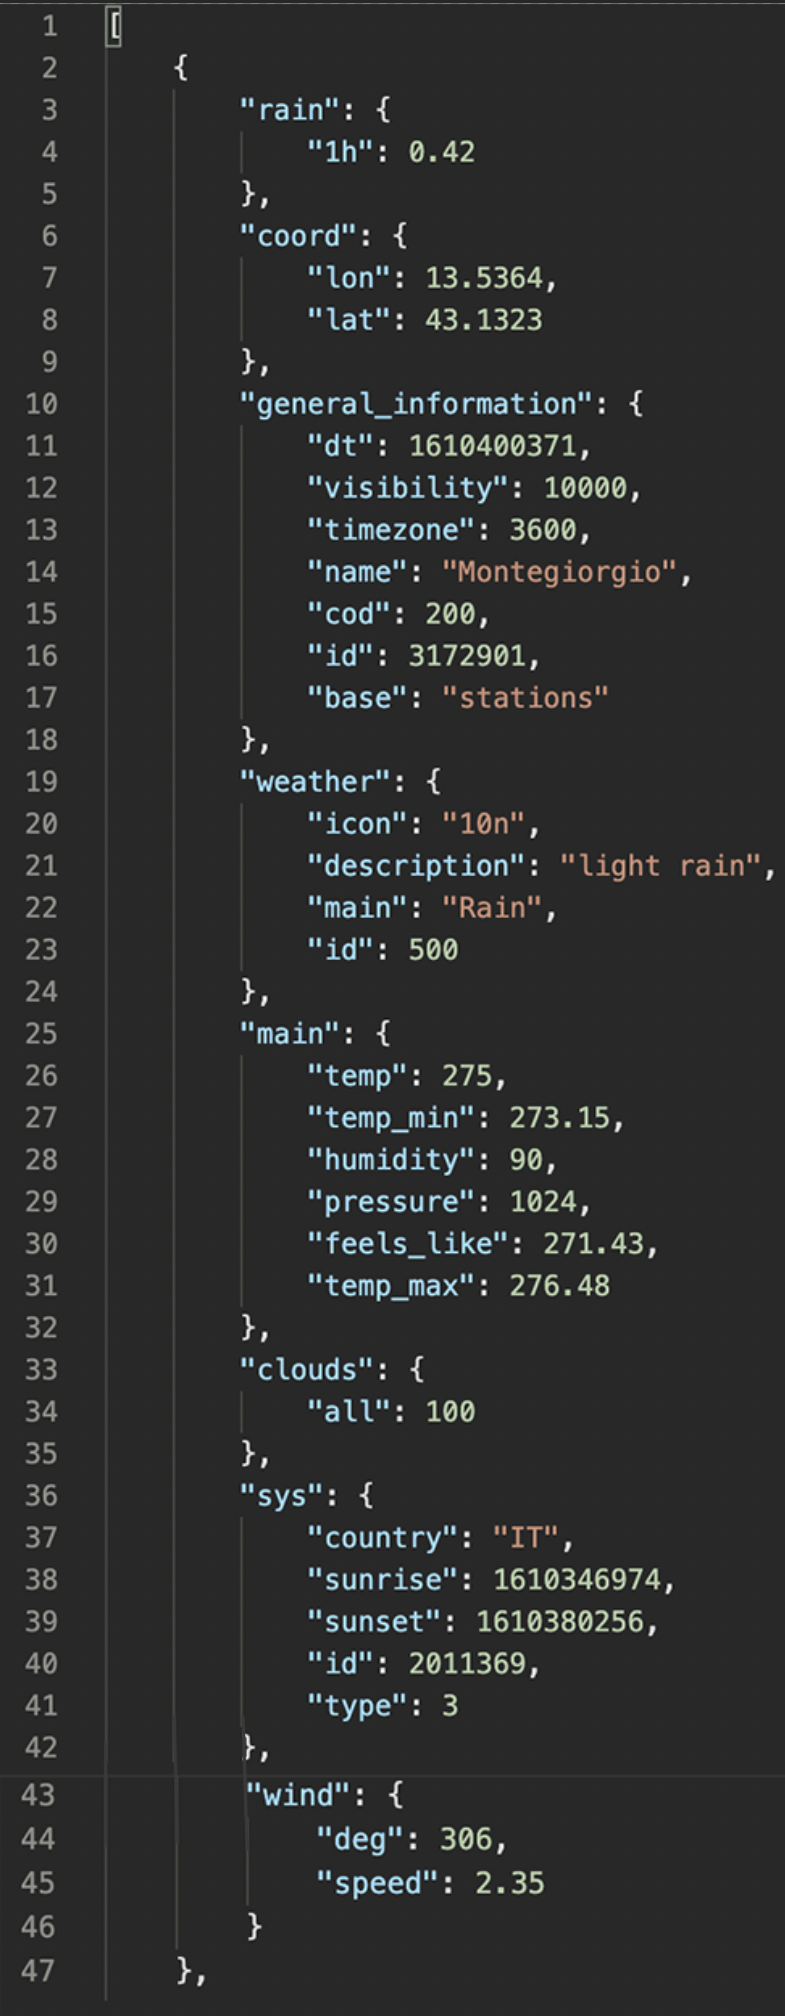 1 [
2 {
3 "rain": {
4 "1h": 0.42
5 },
6 "coord": {
7 "lon": 13.5364,
8 "lat": 43.1323
9 },
10 "general_information": {
11 "dt": 1610400371,
12 "visibility": 10000,
13 "timezone": 3600,
14 "name": "Montegiorgio",
15 "cod": 200,
16 "id": 3172901,
17 "base": "stations"
18 },
19 "weather": {
20 "icon": "10n",
21 "description": "light rain",
22 "main": "Rain",
23 "id": 500
24 },
25 "main": {
26 "temp": 275,
27 "temp_min": 273.15,
28 "humidity": 90,
29 "pressure": 1024,
30 "feels_like": 271.43,
31 "temp_max": 276.48
32 },
33 "clouds": {
34 "all": 100
35 },
36 "sys": {
37 "country": "IT",
38 "sunrise": 1610346974,
39 "sunset": 1610380256,
40 "id": 2011369,
41 "type": 3
42 },
43 "wind": {
44 "deg": 306,
45 "speed": 2.35
46 }
47 },